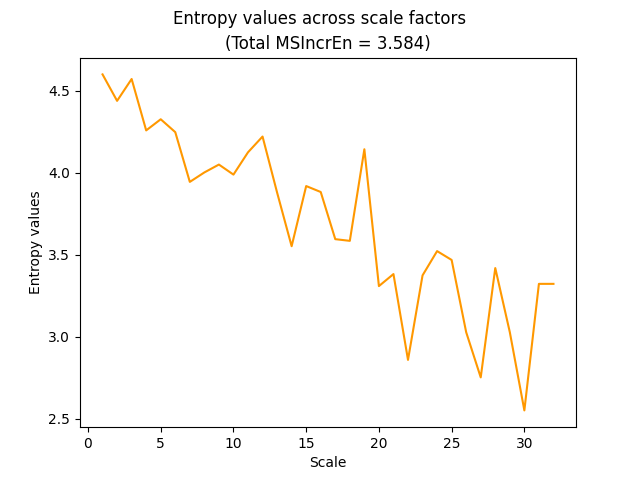 Entropy values across scale factors
(Total MSIncrEn = 3.584)
Entropy values
4.5
4.0
3.5
3.0
2.5
0 5 10 15 20 25 30
Scale